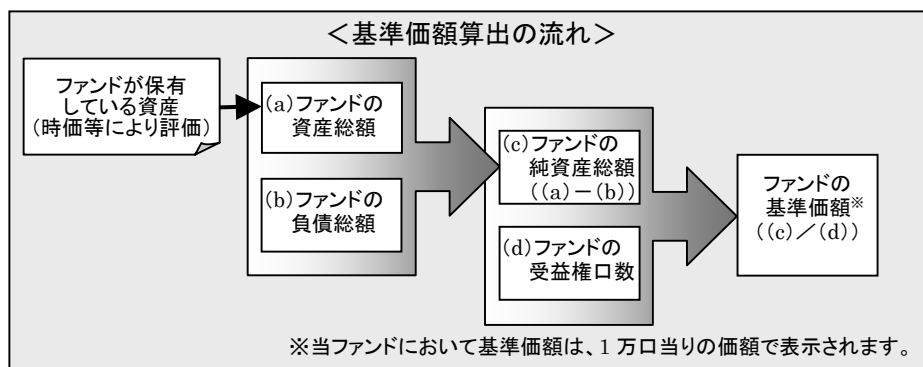 ＜基準価額算出の流れ＞
ファンドが保有
している資産
（時価等により評価）
(a)ファンドの
資産総額
(b)ファンドの
負債総額
(c)ファンドの
純資産総額
((a)－(b))
(d)ファンドの
受益権口数
ファンドの
基準価額※
((c)／(d))
※当ファンドにおいて基準価額は、1万口当りの価額で表示されます。